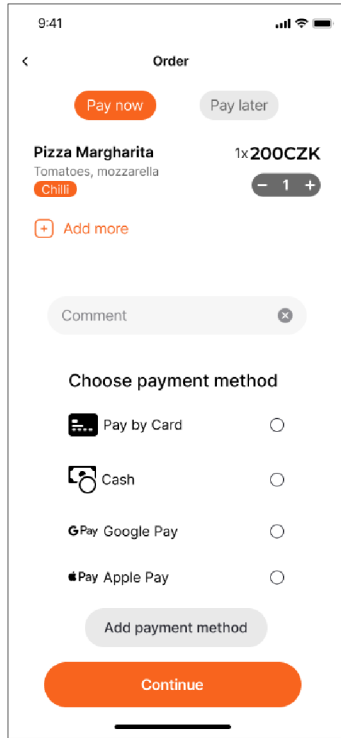 9:41
Order
Pay now Pay later
Pizza Margharita 1x200CZK
Tomatoes, mozzarella
Chilli - 1 +
+ Add more
Comment
Choose payment method
Pay by Card
Cash
G Pay Google Pay
Pay Apple Pay
Add payment method
Continue